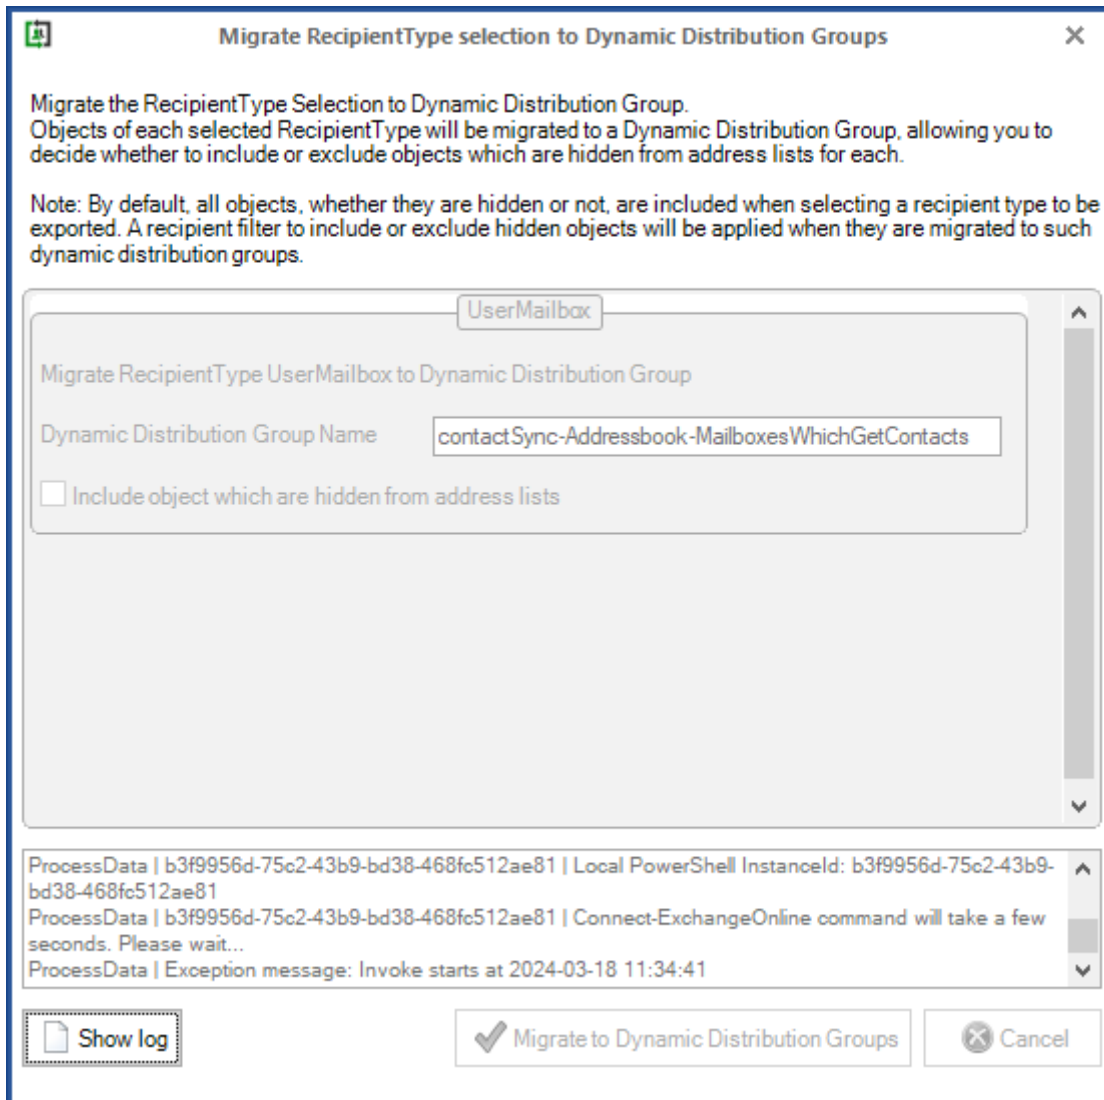 Migrate RecipientType selection to Dynamic Distribution Groups
Migrate the RecipientType Selection to Dynamic Distribution Group.
Objects of each selected RecipientType will be migrated to a Dynamic Distribution Group, allowing you to
decide whether to include or exclude objects which are hidden from address lists for each.
Note: By default, all objects, whether they are hidden or not, are included when selecting a recipient type to be
exported. A recipient filter to include or exclude hidden objects will be applied when they are migrated to such
dynamic distribution groups.
UserMailbox
Migrate RecipientType UserMailbox to Dynamic Distribution Group
Dynamic Distribution Group Name
contactSync-Addressbook-MailboxesWhichGetContacts
Include object which are hidden from address lists
ProcessData | b3f9956d-75c2-43b9-bd38-468fc512ae81 | Local PowerShell InstanceId: b3f9956d-75c2-43b9-
bd38-468fc512ae81
ProcessData | b3f9956d-75c2-43b9-bd38-468fc512ae81 | Connect-ExchangeOnline command will take a few
seconds. Please wait...
ProcessData | Exception message: Invoke starts at 2024-03-18 11:34:41
Show log
Migrate to Dynamic Distribution Groups
Cancel